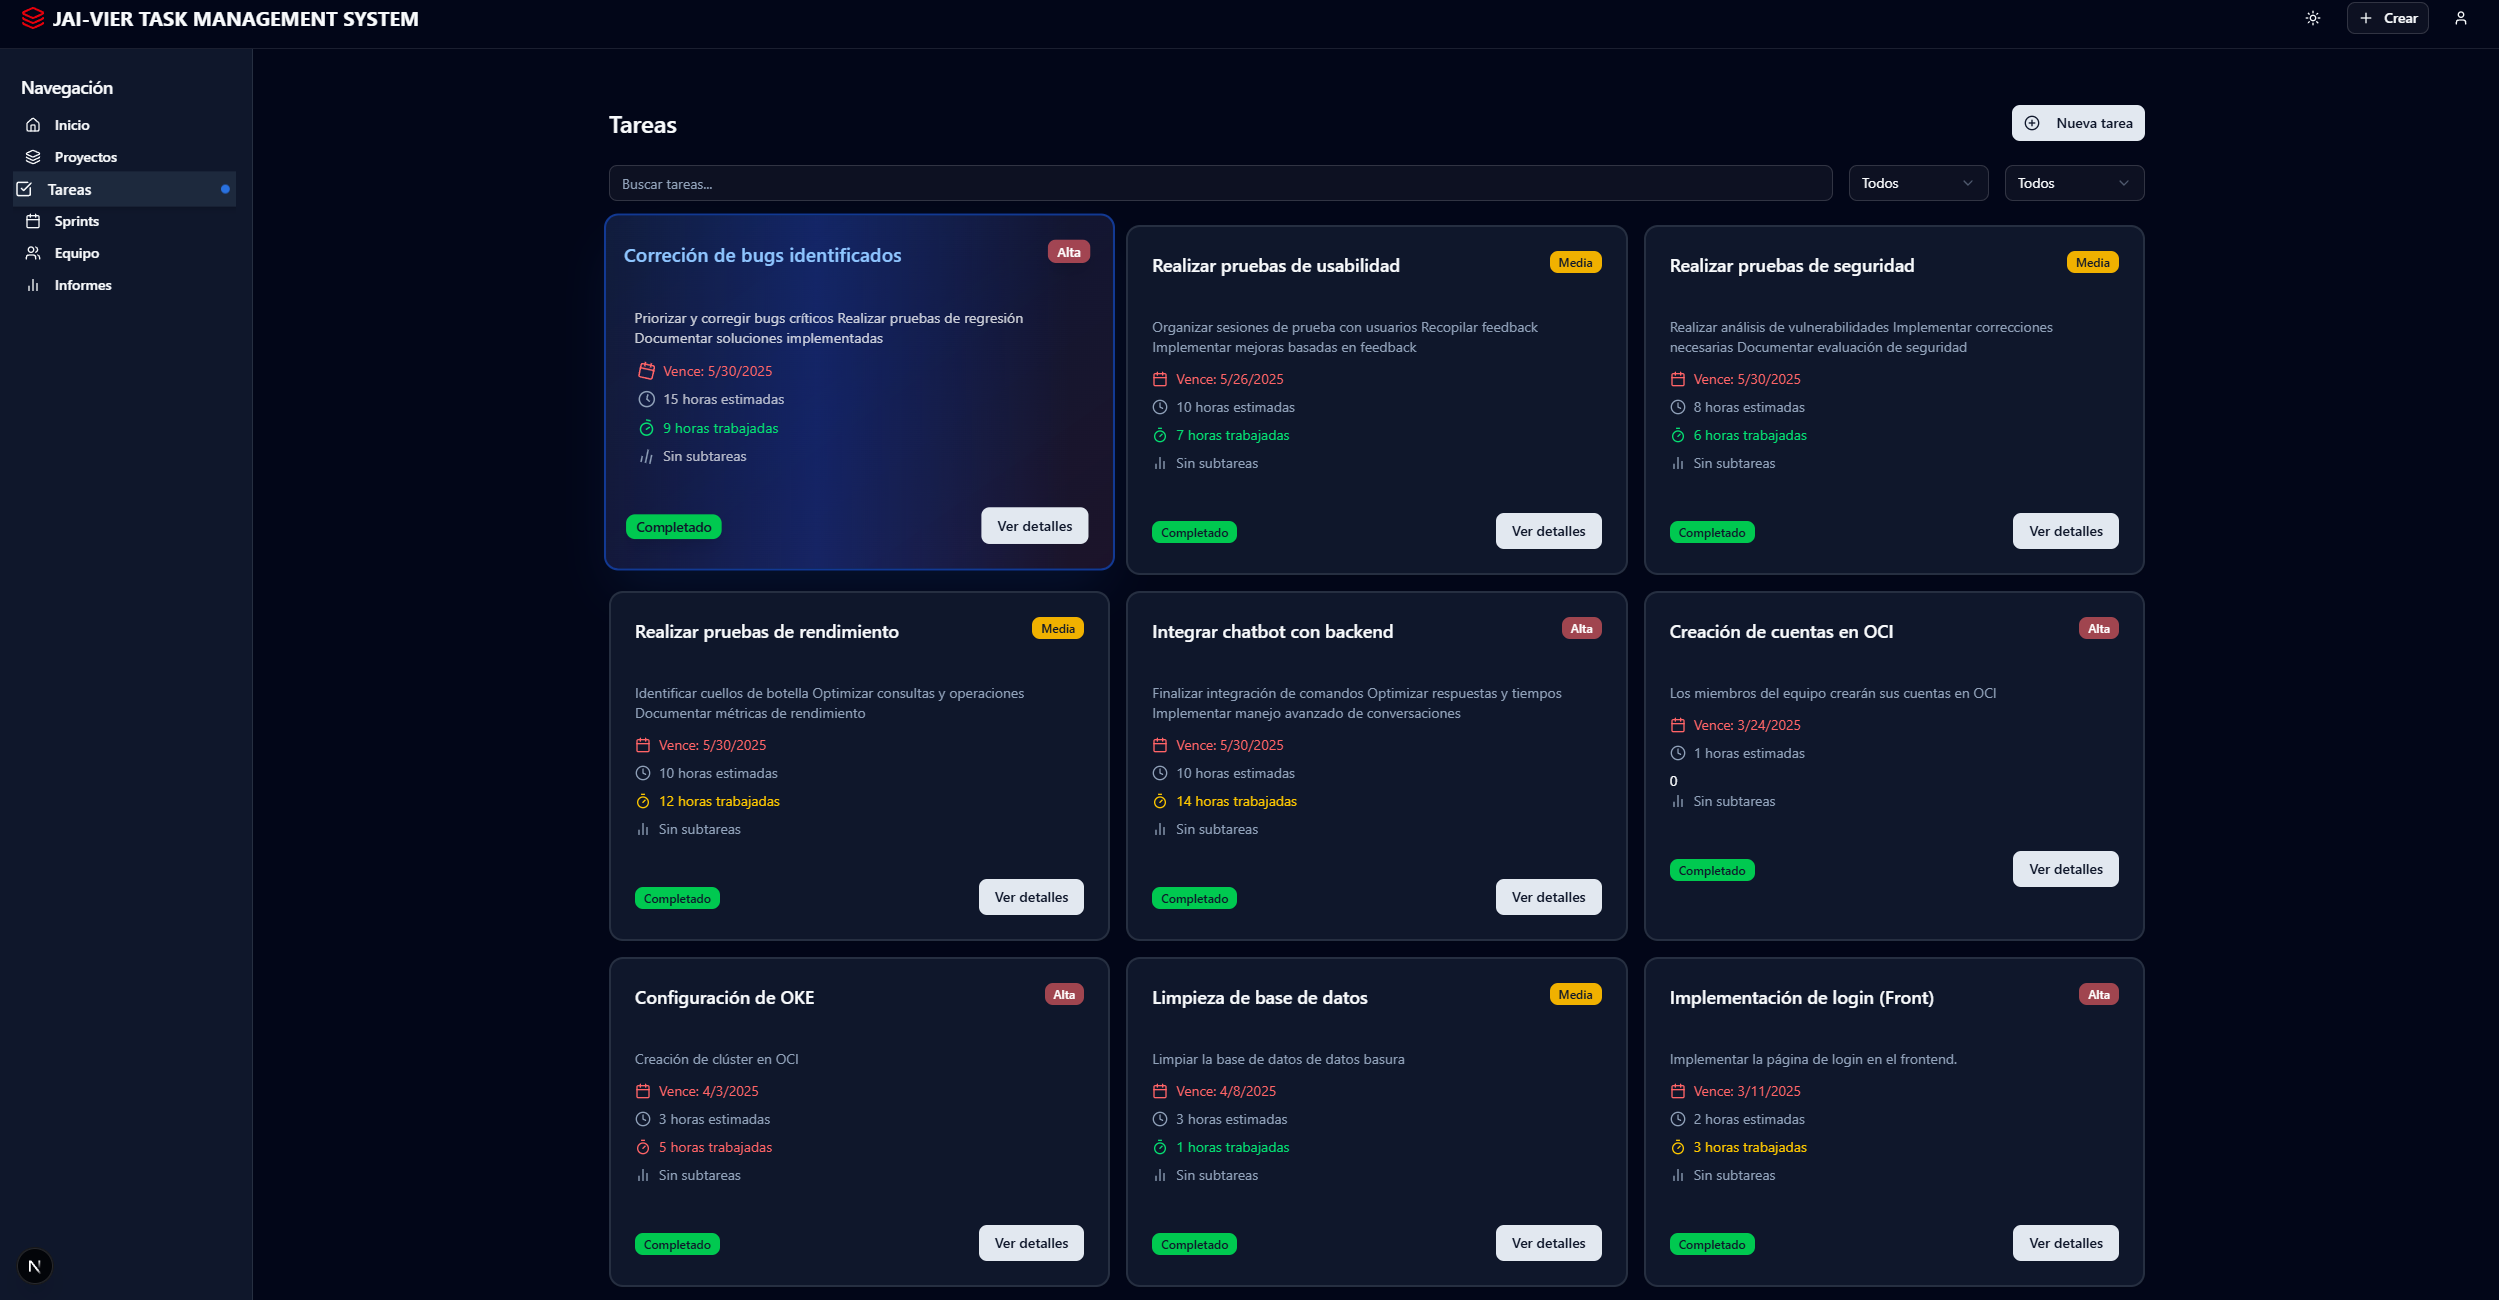 JAI-VIER TASK MANAGEMENT SYSTEM
Crear
Navegación
Inicio
Proyectos
Tareas
Sprints
Equipo
Informes
Tareas
Nueva tarea
Buscar tareas...
Todos
Todos
Correción de bugs identificados
Alta
Priorizar y corregir bugs críticos Realizar pruebas de regresión
Documentar soluciones implementadas
Vence: 5/30/2025
15 horas estimadas
9 horas trabajadas
Sin subtareas
Completado
Ver detalles
Realizar pruebas de usabilidad
Media
Organizar sesiones de prueba con usuarios Recopilar feedback
Implementar mejoras basadas en feedback
Vence: 5/26/2025
10 horas estimadas
7 horas trabajadas
Sin subtareas
Completado
Ver detalles
Realizar pruebas de seguridad
Media
Realizar análisis de vulnerabilidades Implementar correcciones
necesarias Documentar evaluación de seguridad
Vence: 5/30/2025
8 horas estimadas
6 horas trabajadas
Sin subtareas
Completado
Ver detalles
Realizar pruebas de rendimiento
Media
Identificar cuellos de botella Optimizar consultas y operaciones
Documentar métricas de rendimiento
Vence: 5/30/2025
10 horas estimadas
12 horas trabajadas
Sin subtareas
Completado
Ver detalles
Integrar chatbot con backend
Alta
Finalizar integración de comandos Optimizar respuestas y tiempos
Implementar manejo avanzado de conversaciones
Vence: 5/30/2025
10 horas estimadas
14 horas trabajadas
Sin subtareas
Completado
Ver detalles
Creación de cuentas en OCI
Alta
Los miembros del equipo crearán sus cuentas en OCI
Vence: 3/24/2025
1 horas estimadas
0
Sin subtareas
Completado
Ver detalles
Configuración de OKE
Alta
Creación de clúster en OCI
Vence: 4/3/2025
3 horas estimadas
5 horas trabajadas
Sin subtareas
Completado
Ver detalles
Limpieza de base de datos
Media
Limpiar la base de datos de datos basura
Vence: 4/8/2025
3 horas estimadas
1 horas trabajadas
Sin subtareas
Completado
Ver detalles
Implementación de login (Front)
Alta
Implementar la página de login en el frontend.
Vence: 3/11/2025
2 horas estimadas
3 horas trabajadas
Sin subtareas
Completado
Ver detalles
N